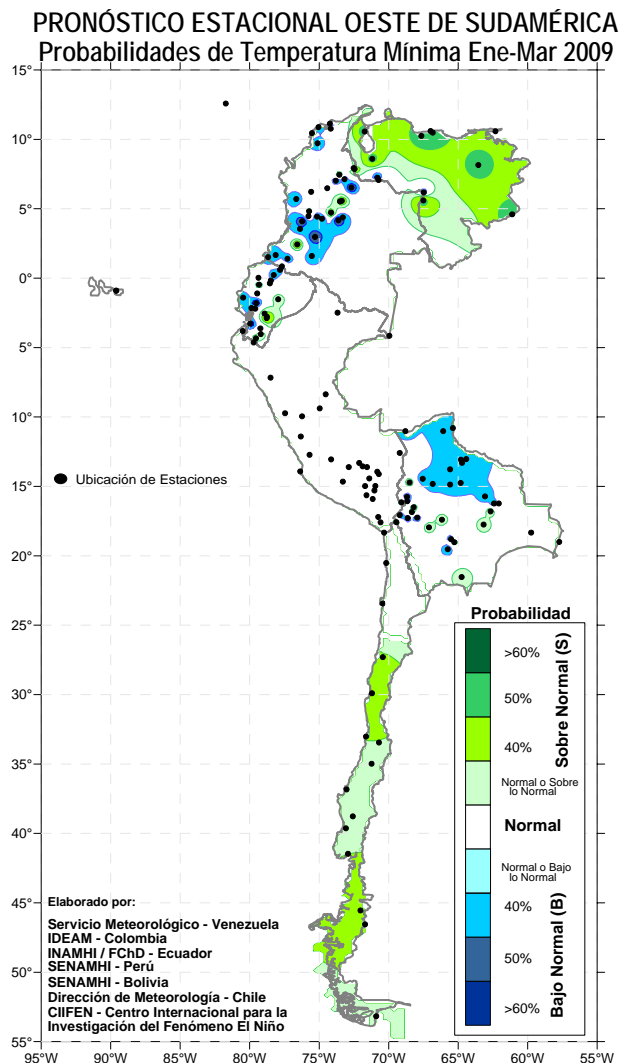 PRONÓSTICO ESTACIONAL OESTE DE SUDAMÉRICA
Probabilidades de Temperatura Mínima Ene-Mar 2009
15°
10°
5°
0°
5°
10°
15°
20°
25°
30°
35°
40°
45°
50°
55°
95°W
90°W
85°W
80°W
75°W
70°W
65°W
60°W
55°W
Ubicación de Estaciones
Probabilidad
>60%
50%
40%
Sobre Normal (S)
Normal o Sobre
lo Normal
Normal
Normal o Bajo
lo Normal
40%
50%
>60%
Bajo Normal (B)
Elaborado por:
Servicio Meteorológico - Venezuela
IDEAM - Colombia
INAMHI / FChD - Ecuador
SENAMHI - Perú
SENAMHI - Bolivia
Dirección de Meteorología - Chile
CIIFEN - Centro Internacional para la
Investigación del Fenómeno El Niño